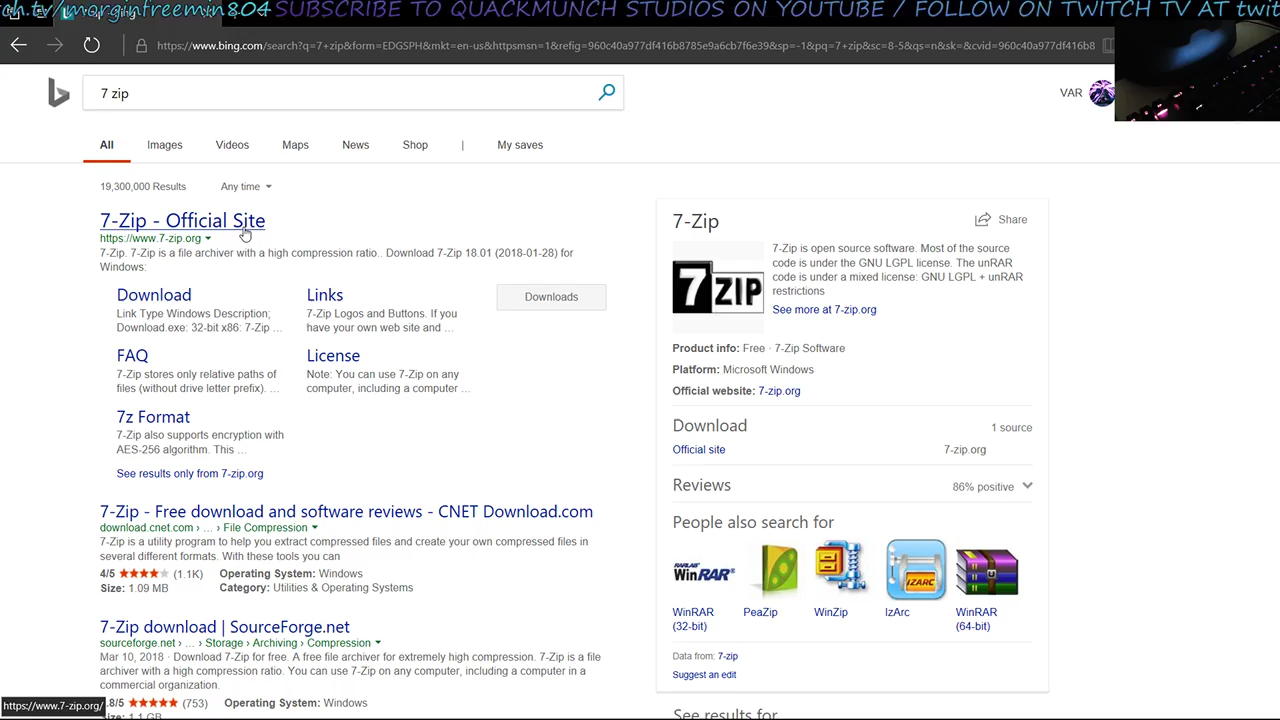 ch.tv/morginfreemin804 SUBSCRIBE TO QUACKMUNCH STUDIOS ON YOUTUBE / FOLLOW ON TWITCH TV AT twit
https://www.bing.com/search?q=7+zip&form=EDGSPH&mkt=en-us&httpsmsn=1&refig=960c40a977df416b8785e9a6cb7f6e39&sp=-1&pq=7+zip&sc=8-5&qs=n&sk=&cvid=960c40a977df416b8
7 zip
VAR
All Images Videos Maps News Shop | My saves
19,300,000 Results Any time
7-Zip - Official Site
https://www.7-zip.org
7-Zip. 7-Zip is a file archiver with a high compression ratio.. Download 7-Zip 18.01 (2018-01-28) for
Windows:
Download
Link Type Windows Description;
Download.exe: 32-bit x86: 7-Zip ...
Links
7-Zip Logos and Buttons. If you
have your own web site and ...
Downloads
FAQ
7-Zip stores only relative paths of
files (without drive letter prefix). ...
License
Note: You can use 7-Zip on any
computer, including a computer ...
7z Format
7-Zip also supports encryption with
AES-256 algorithm. This ...
See results only from 7-zip.org
7-Zip - Free download and software reviews - CNET Download.com
download.cnet.com › ... › File Compression
7-Zip is a utility program to help you extract compressed files and create your own compressed files in
several different formats. With these tools you can
4/5 (1.1K) Operating System: Windows
Size: 1.09 MB Category: Utilities & Operating Systems
7-Zip download | SourceForge.net
sourceforge.net › ... › Storage › Archiving › Compression
Mar 10, 2018 · Download 7-Zip for free. A free file archiver for extremely high compression. 7-Zip is a file
archiver with a high compression ratio. You can use 7-Zip on any computer, including a computer in a
commercial organization.
.8/5 (753) Operating System: Windows
Size: 1.1 GB
https://www.7-zip.org/
7-Zip
Share
7ZIP
7-Zip is open source software. Most of the source
code is under the GNU LGPL license. The unRAR
code is under a mixed license: GNU LGPL + unRAR
restrictions
See more at 7-zip.org
Product info: Free · 7-Zip Software
Platform: Microsoft Windows
Official website: 7-zip.org
Download 1 source
Official site 7-zip.org
Reviews 86% positive
People also search for
RARLAB
WinRAR
IZARC
WinRAR
(32-bit)
PeaZip
WinZip
IzArc
WinRAR
(64-bit)
Data from: 7-zip
Suggest an edit
See results for